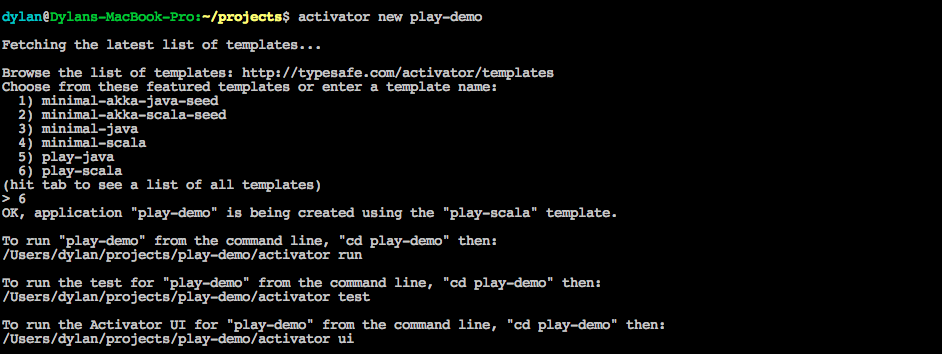 dylan@Dylans-MacBook-Pro:~/projects$ activator new play-demo
Fetching the latest list of templates...
Browse the list of templates: http://typesafe.com/activator/templates
Choose from these featured templates or enter a template name:
1) minimal-akka-java-seed
2) minimal-akka-scala-seed
3) minimal-java
4) minimal-scala
5) play-java
6) play-scala
(hit tab to see a list of all templates)
> 6
OK, application "play-demo" is being created using the "play-scala" template.
To run "play-demo" from the command line, "cd play-demo" then:
/Users/dylan/projects/play-demo/activator run
To run the test for "play-demo" from the command line, "cd play-demo" then:
/Users/dylan/projects/play-demo/activator test
To run the Activator UI for "play-demo" from the command line, "cd play-demo" then:
/Users/dylan/projects/play-demo/activator ui